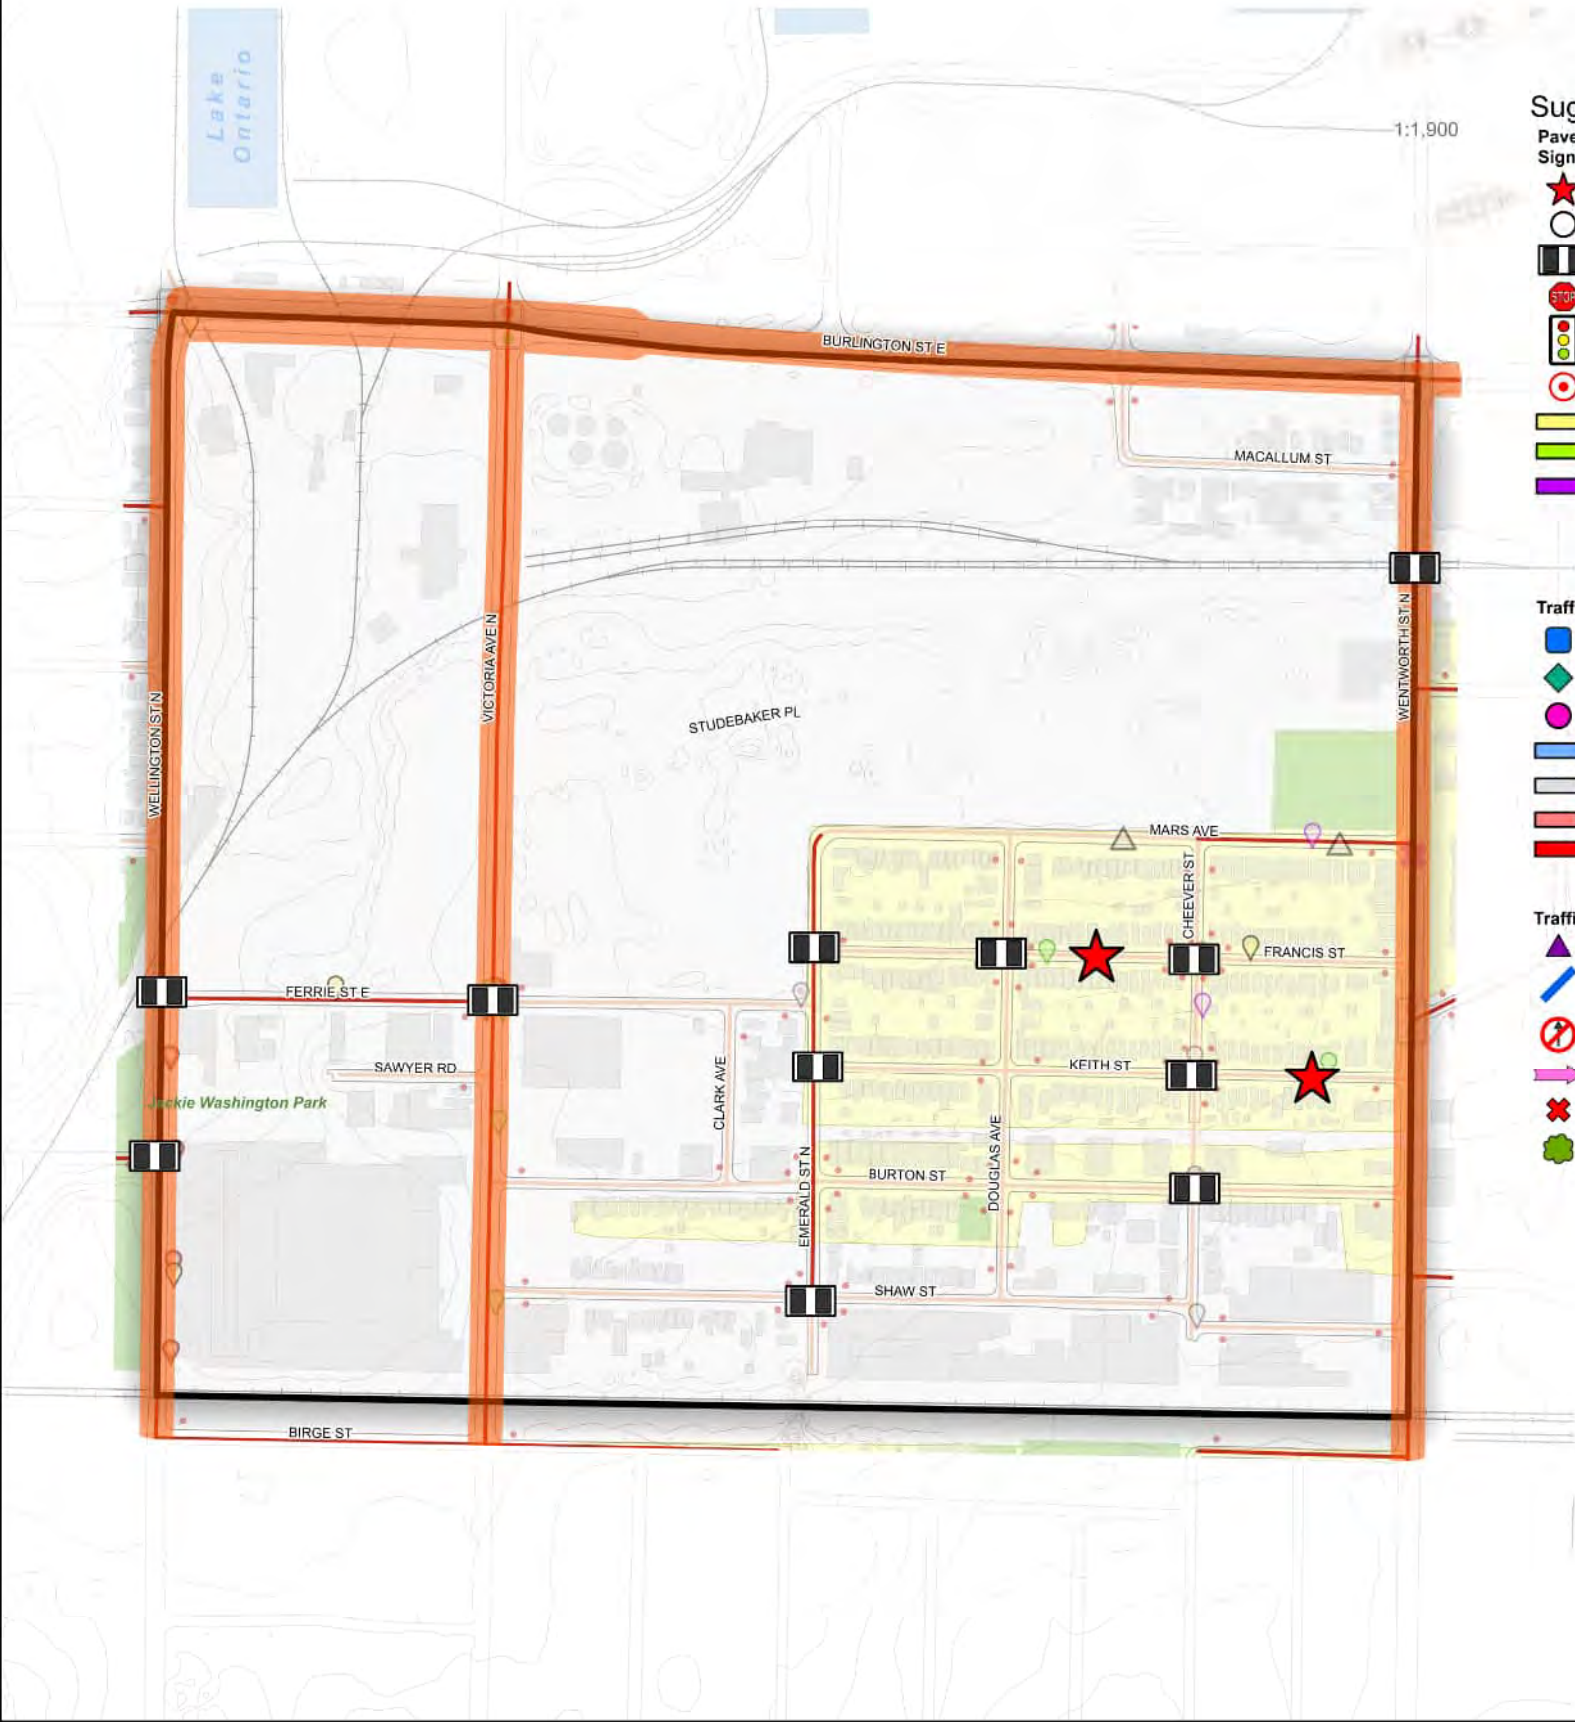 Lake
Ontario
1:1,900
Sug
Pave
Sign
STOP
BURLINGTON ST E
MACALLUM ST
VICTORIA AVE N
WENTWORTH ST N
Traff
WELLINGTON ST N
STUDEBAKER PL
MARS AVE
CHEEVER ST
Traffi
FRANCIS ST
FERRIE ST E
SAWYER RD
CLARK AVE
KEITH ST
Jackie Washington Park
DOUGLAS AVE
EMERALD ST N
BURTON ST
SHAW ST
BIRGE ST